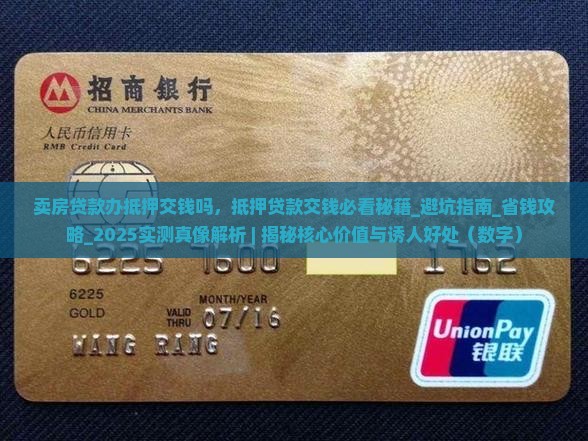 招商银行
CHINA MERCHANTS BANK
人民币信用卡
RMB Credit Card
卖房贷款办抵押交钱吗，抵押贷款交钱必看秘籍_避坑指南_省钱攻
略_2025实测真像解析 | 揭秘核心价值与诱人好处（数字）
6225 7600 1762
6225
MONTH/YEAR
GOLD
VALID
THRU
07/16
WANG RANG
UnionPay
银联